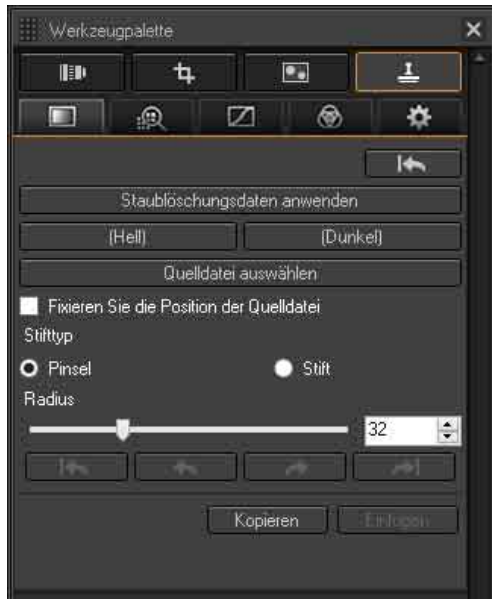 Werkzeugpalette
Staublöschungsdaten anwenden
(Hell) (Dunkel)
Quelldatei auswählen
Fixieren Sie die Position der Quelldatei
Stifttyp
Pinsel Stift
Radius
32
Kopieren Einfügen